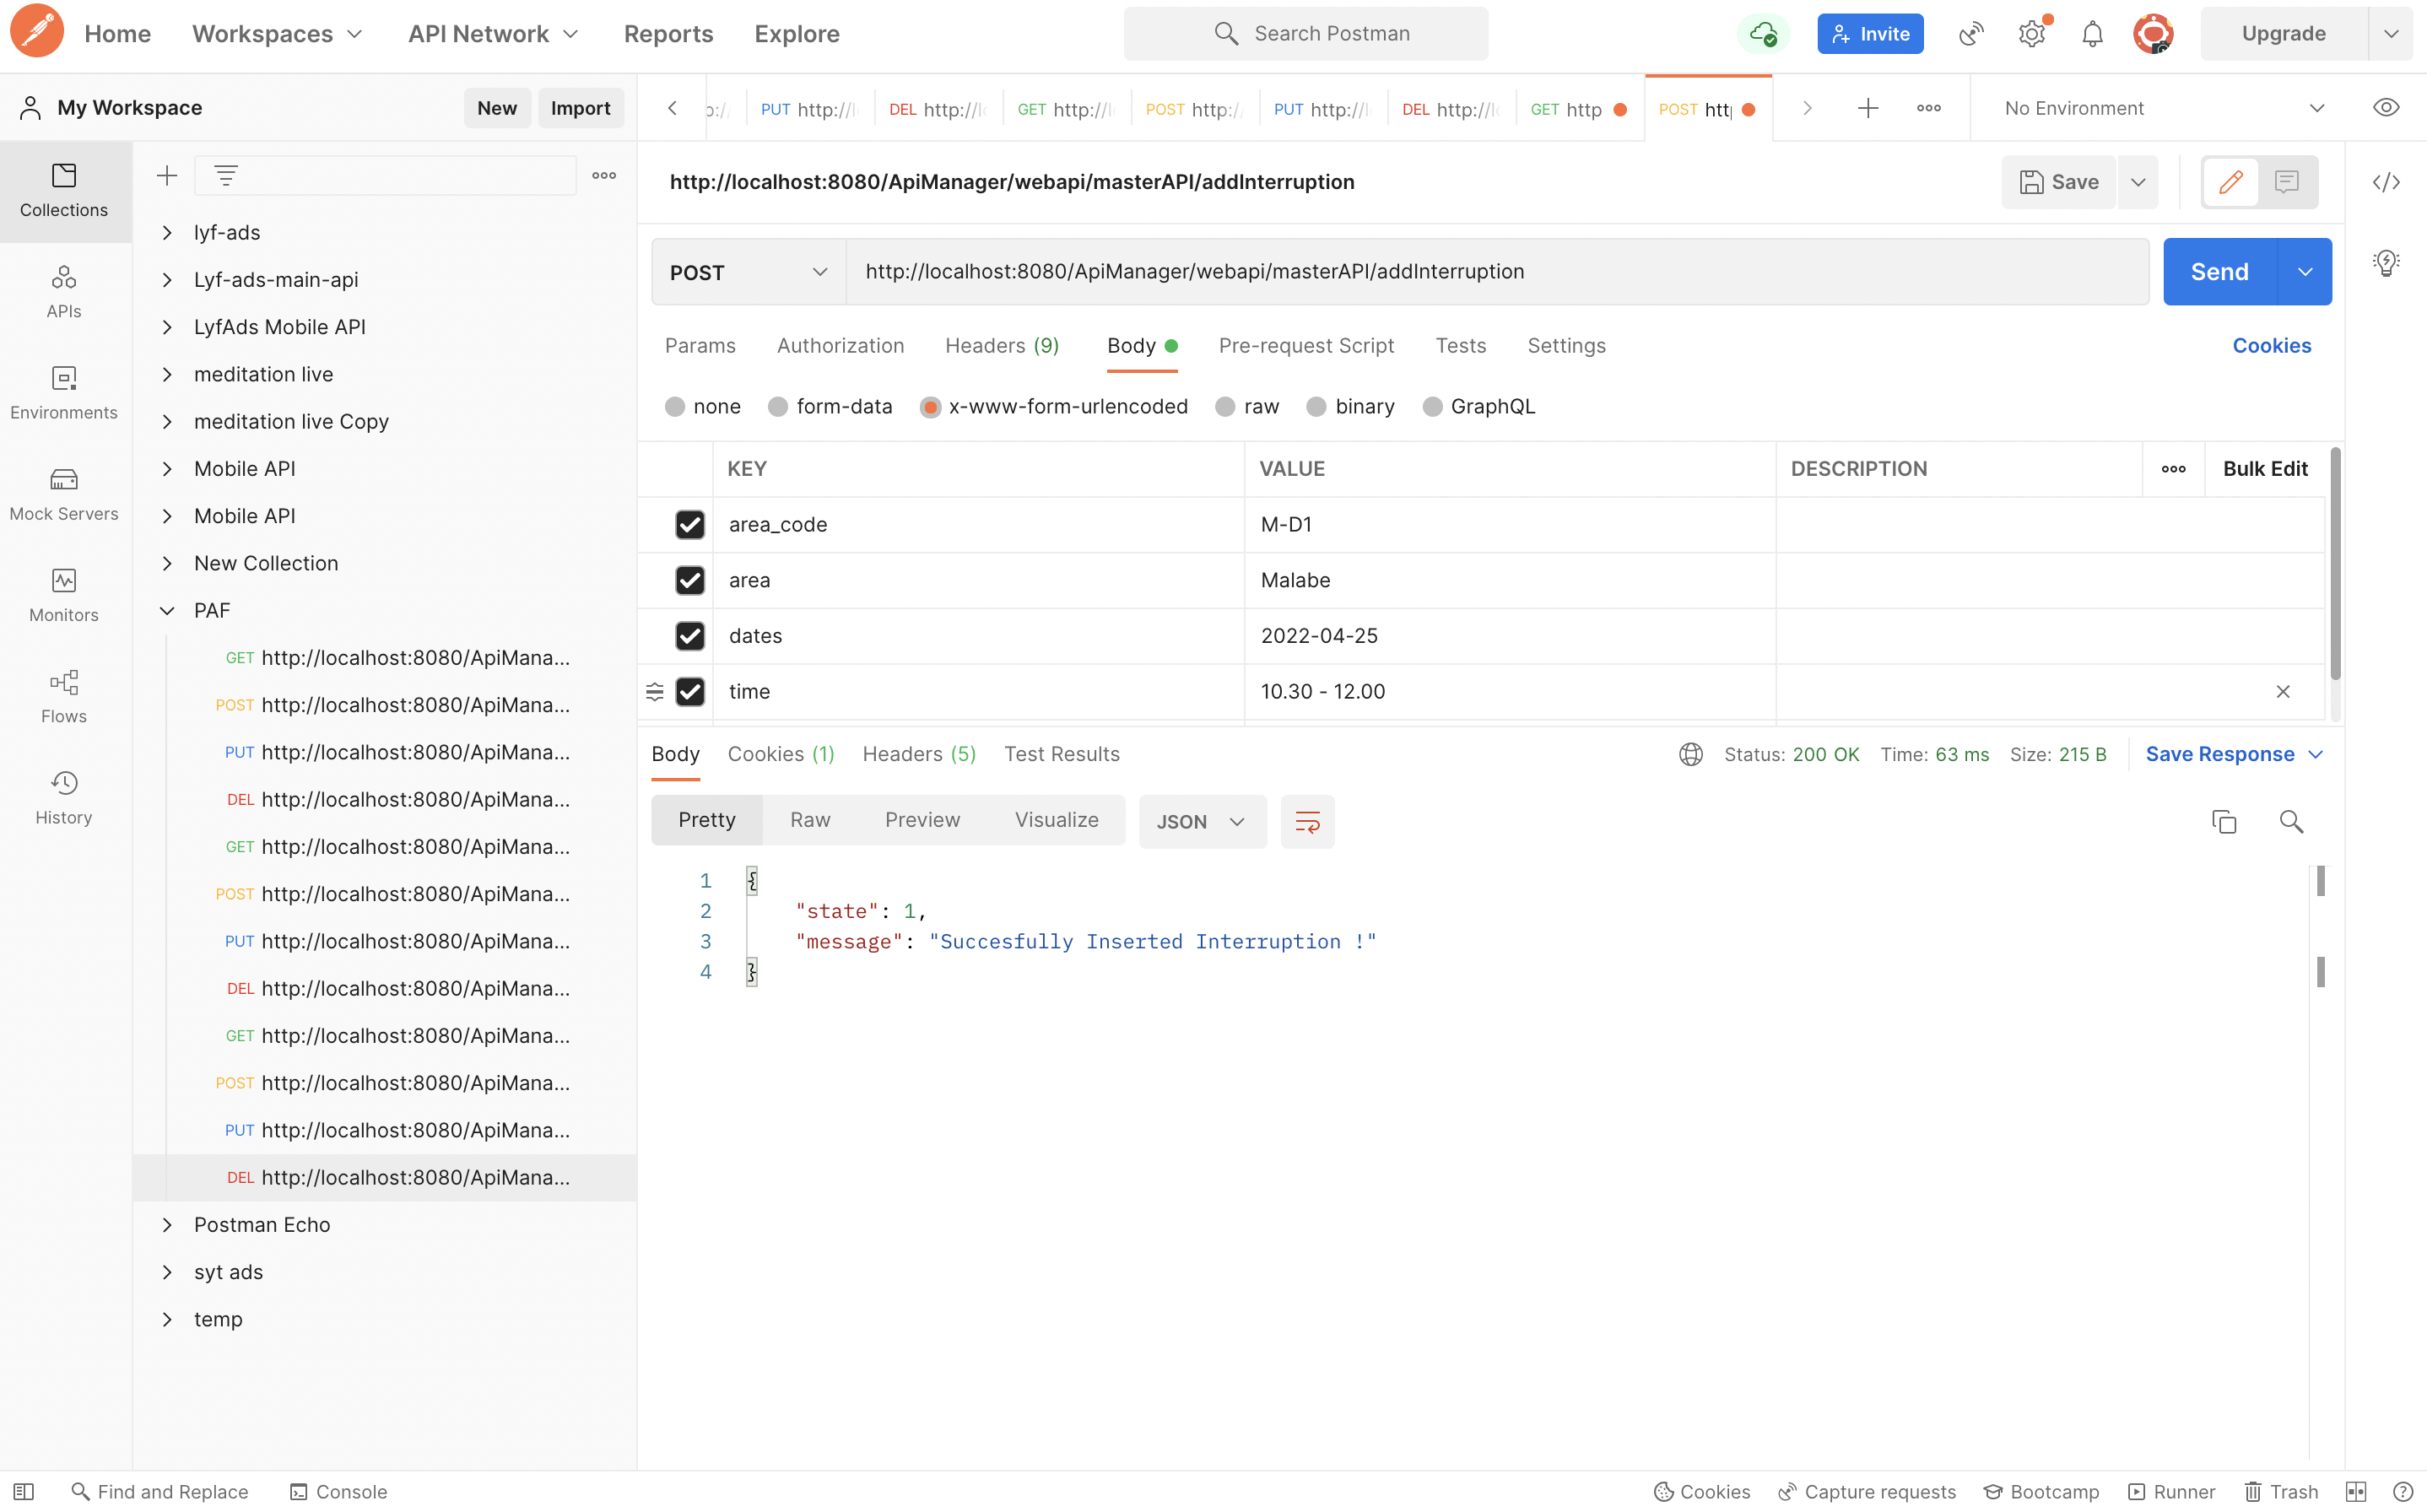 Home Workspaces API Network Reports Explore Search Postman Invite Upgrade
My Workspace New Import
PUT http://l DEL http://l GET http://l POST http:/ PUT http://l DEL http://l GET http POST htt No Environment
Collections
APIs
Environments
Mock Servers
Monitors
Flows
History
lyf-ads
Lyf-ads-main-api
LyfAds Mobile API
meditation live
meditation live Copy
Mobile API
Mobile API
New Collection
PAF
GET http://localhost:8080/ApiMana...
POST http://localhost:8080/ApiMana...
PUT http://localhost:8080/ApiMana...
DEL http://localhost:8080/ApiMana...
GET http://localhost:8080/ApiMana...
POST http://localhost:8080/ApiMana...
PUT http://localhost:8080/ApiMana...
DEL http://localhost:8080/ApiMana...
GET http://localhost:8080/ApiMana...
POST http://localhost:8080/ApiMana...
PUT http://localhost:8080/ApiMana...
DEL http://localhost:8080/ApiMana...
Postman Echo
syt ads
temp
http://localhost:8080/ApiManager/webapi/masterAPI/addInterruption Save
POST http://localhost:8080/ApiManager/webapi/masterAPI/addInterruption Send
Params Authorization Headers (9) Body Pre-request Script Tests Settings Cookies
none form-data x-www-form-urlencoded raw binary GraphQL
KEY VALUE DESCRIPTION Bulk Edit
area_code M-D1
area Malabe
dates 2022-04-25
time 10.30 - 12.00
Body Cookies (1) Headers (5) Test Results Status: 200 OK Time: 63 ms Size: 215 B Save Response
Pretty Raw Preview Visualize JSON
1 {
2 "state": 1,
3 "message": "Succesfully Inserted Interruption !"
4 }
Find and Replace Console Cookies Capture requests Bootcamp Runner Trash